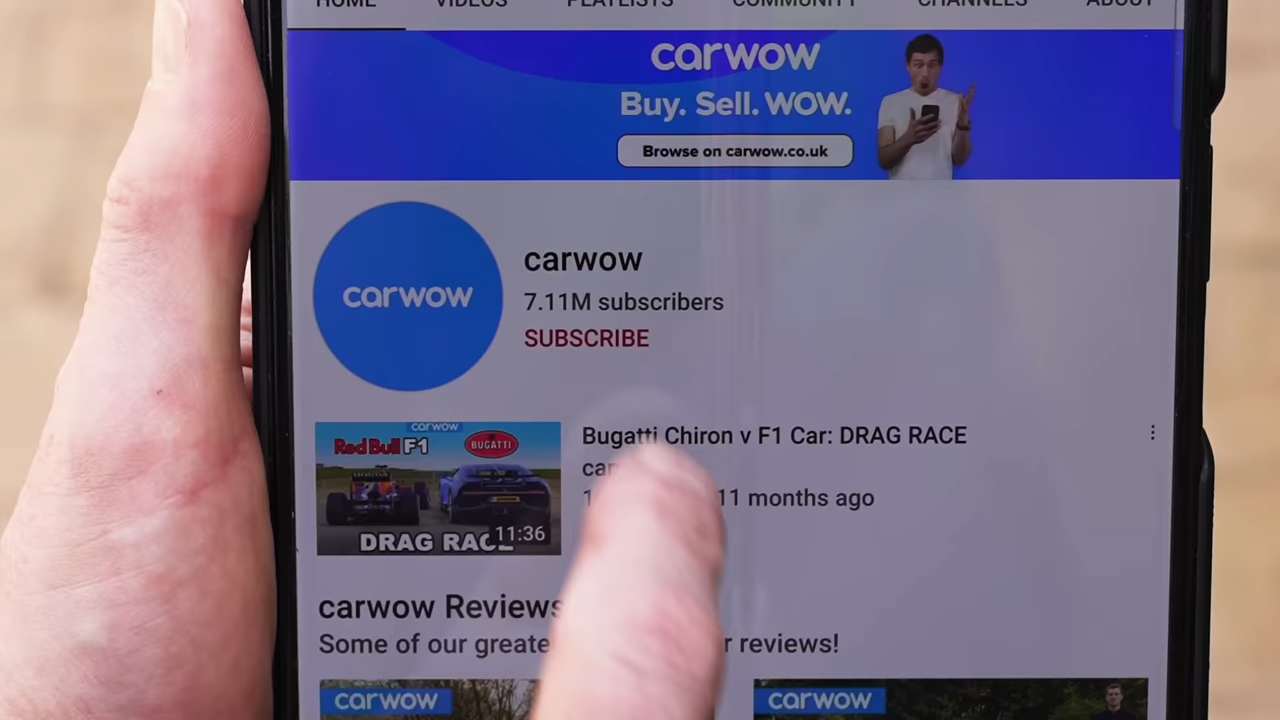 HOME VIDEOS PLAYLISTS COMMUNITY CHANNELS ABOUT
carwow
Buy. Sell. WOW.
Browse on carwow.co.uk
carwow
carwow
7.11M subscribers
SUBSCRIBE
carwow
Red Bull F1
BUGATTI
HONDA
DRAG
11:36
Bugatti Chiron v F1 Car: DRAG RACE
11 months ago
carwow Reviews
Some of our reviews!
carwow
carwow